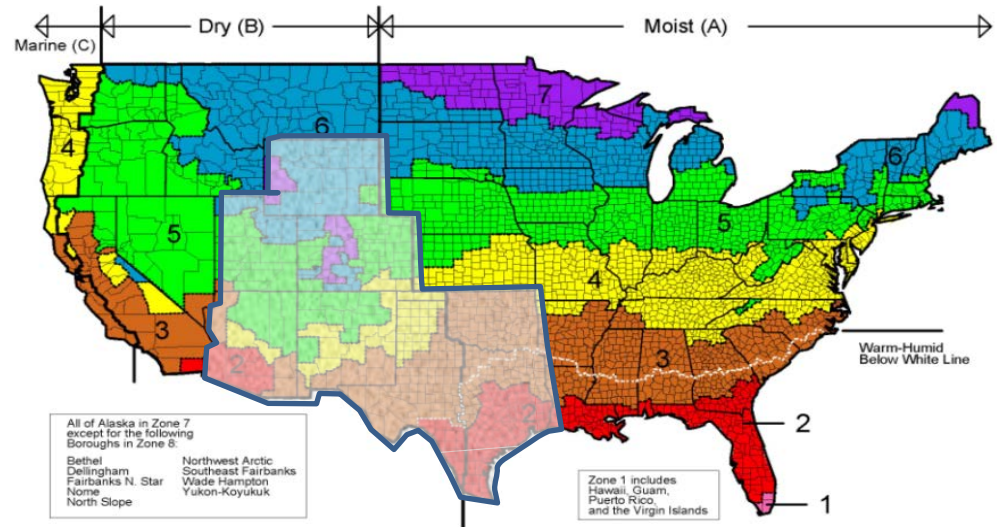 Dry (B)
Moist (A)
Marine (C)
7
6
6
4
5
5
4
3
3
Warm-Humid
Below White Line
2
2
2
1
All of Alaska in Zone 7
except for the following
Boroughs in Zone 8:
Bethel
Dellingham
Fairbanks N. Star
Nome
North Slope
Northwest Arctic
Southeast Fairbanks
Wade Hampton
Yukon-Koyukuk
Zone 1 includes
Hawaii, Guam,
Puerto Rico,
and the Virgin Islands